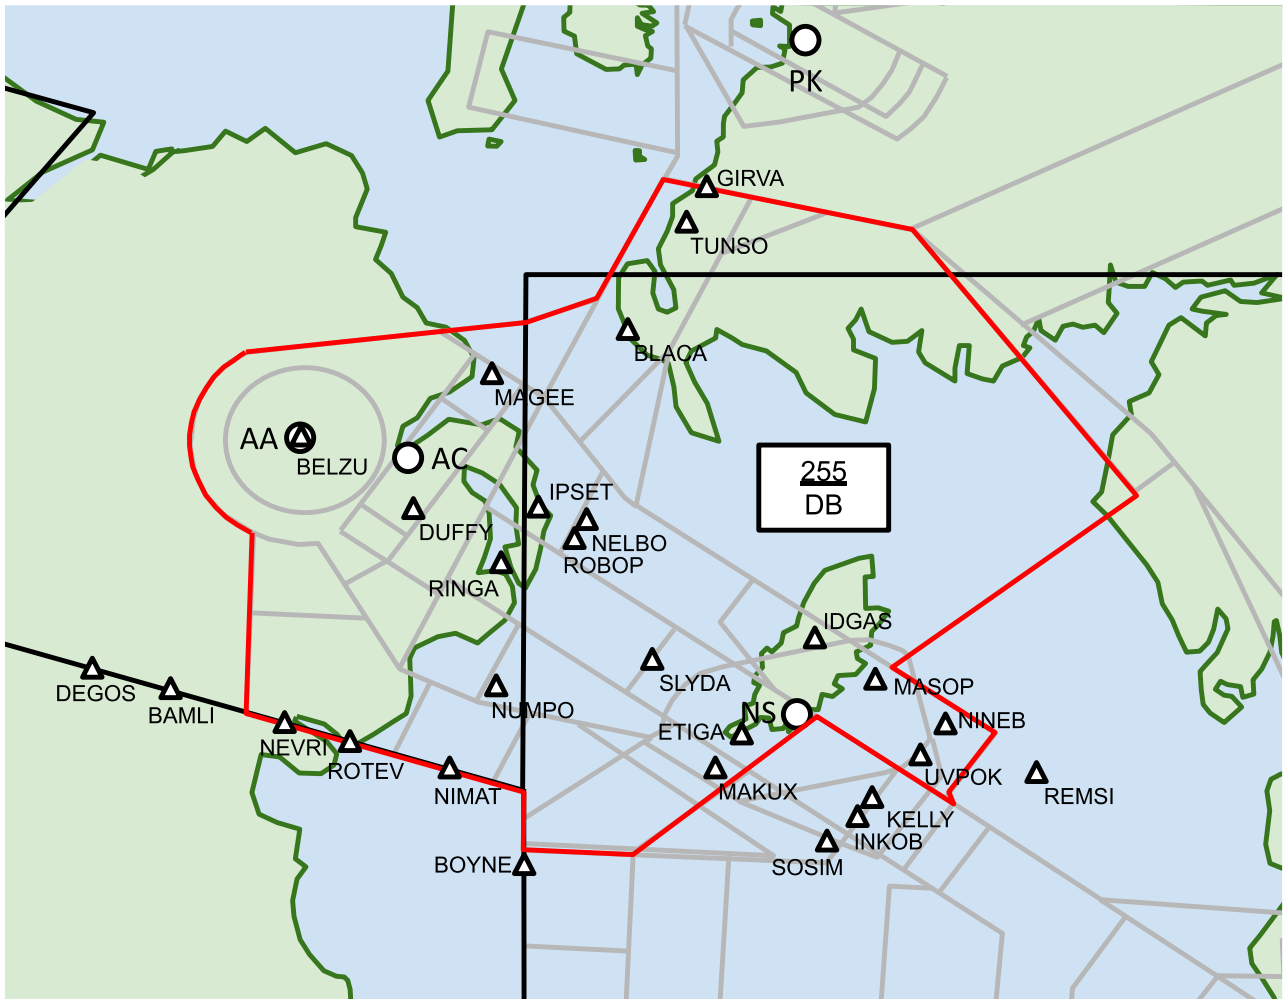 PK
GIRVA
TUNSO
BLACA
MAGEE
AA
BELZU
AC
255
DB
IPSET
DUFFY
NELBO
ROBOP
RINGA
IDGAS
SLYDA
MASOP
DEGOS
BAMLI
NUMPO
NS
NINEB
ETIGA
NEVRI
ROTEV
NIMAT
MAKUX
UVPOK
REMSI
KELLY
INKOB
BOYNE
SOSIM